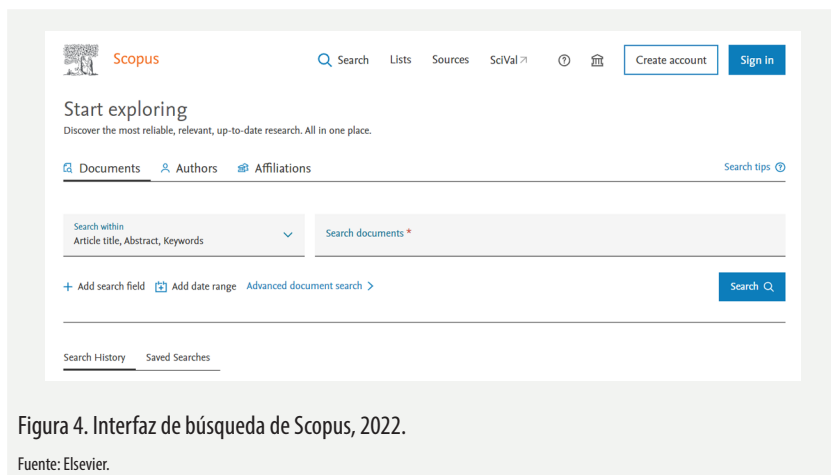 Scopus
Search Lists Sources SciVal Create account Sign in
Start exploring
Discover the most reliable, relevant, up-to-date research. All in one place.
Documents Authors Affiliations Search tips
Search within
Article title, Abstract, Keywords
Search documents *
+ Add search field Add date range Advanced document search >
Search
Search History Saved Searches
Figura 4. Interfaz de búsqueda de Scopus, 2022.
Fuente: Elsevier.